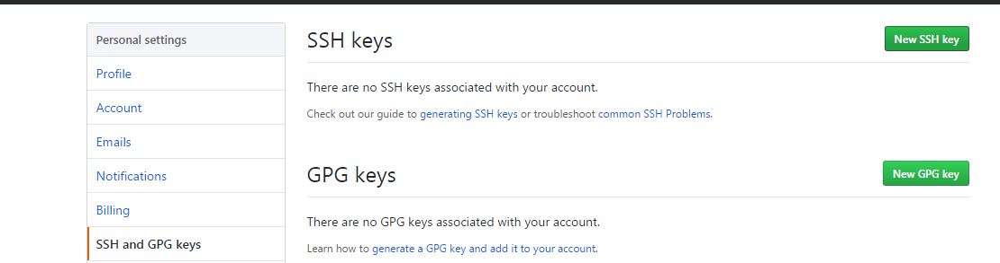 Personal settings
Profile
Account
Emails
Notifications
Billing
SSH and GPG keys
SSH keys
New SSH key
There are no SSH keys associated with your account.
Check out our guide to generating SSH keys or troubleshoot common SSH Problems.
GPG keys
New GPG key
There are no GPG keys associated with your account.
Learn how to generate a GPG key and add it to your account.